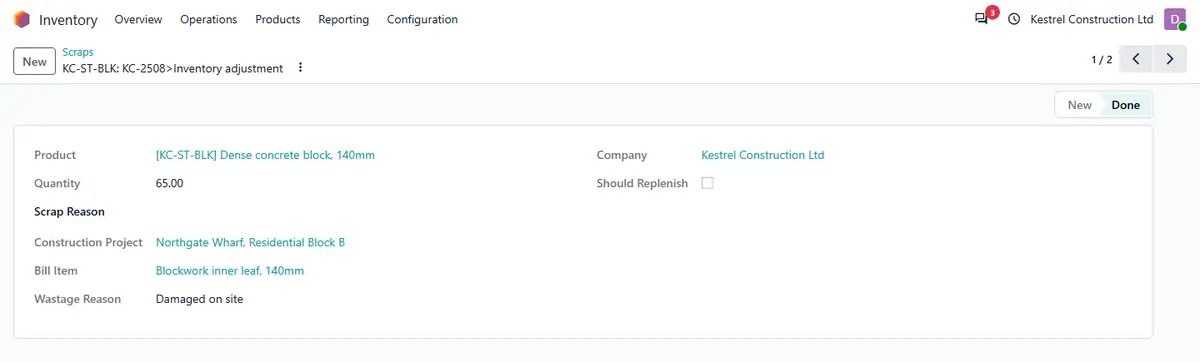 Inventory Overview Operations Products Reporting Configuration 3 Kestrel Construction Ltd D
New Scraps
KC-ST-BLK: KC-2508>Inventory adjustment 1 / 2
New Done
Product [KC-ST-BLK] Dense concrete block, 140mm Company Kestrel Construction Ltd
Quantity 65.00 Should Replenish
Scrap Reason
Construction Project Northgate Wharf, Residential Block B
Bill Item Blockwork inner leaf, 140mm
Wastage Reason Damaged on site